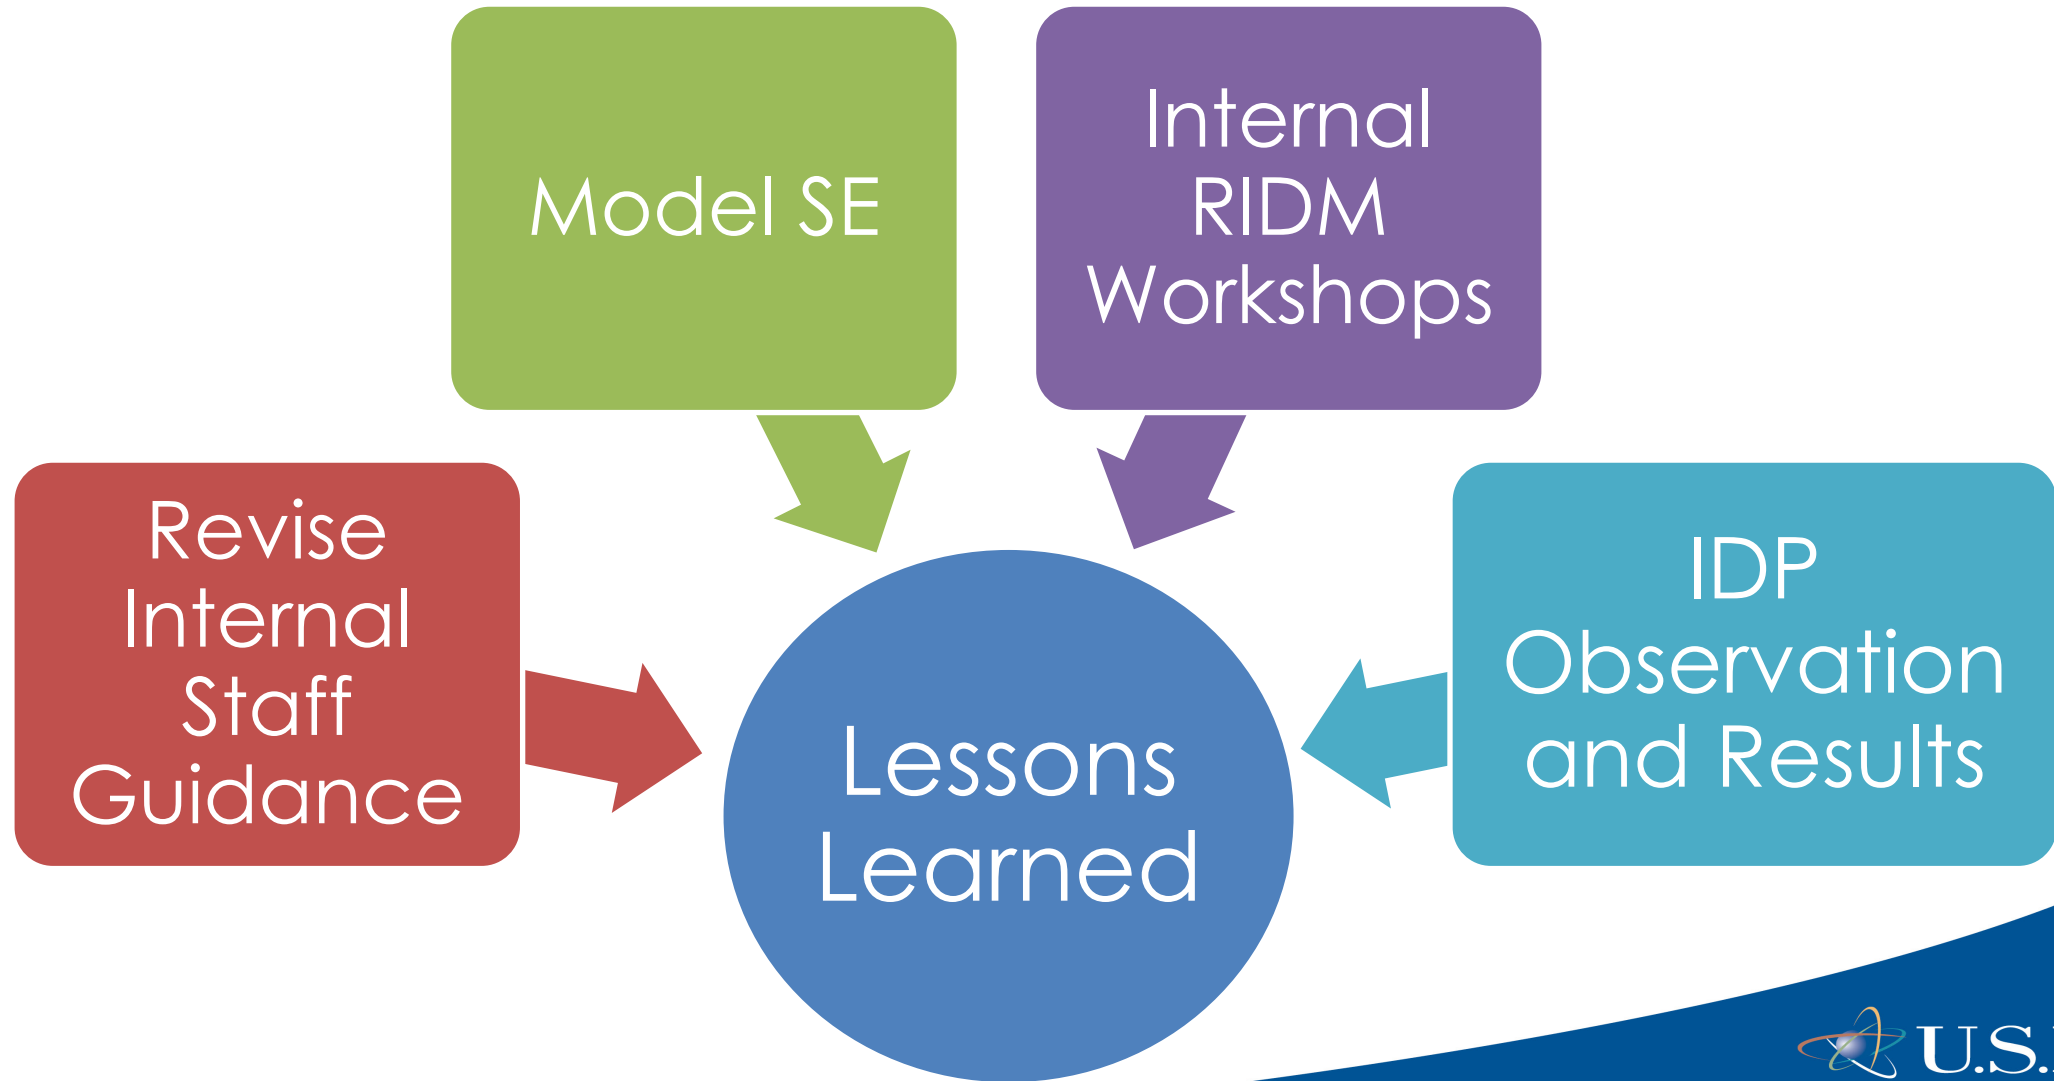 Model SE
Internal
RIDM
Workshops
Revise
Internal
Staff
Guidance
IDP
Observation
and Results
Lessons
Learned
U.S.